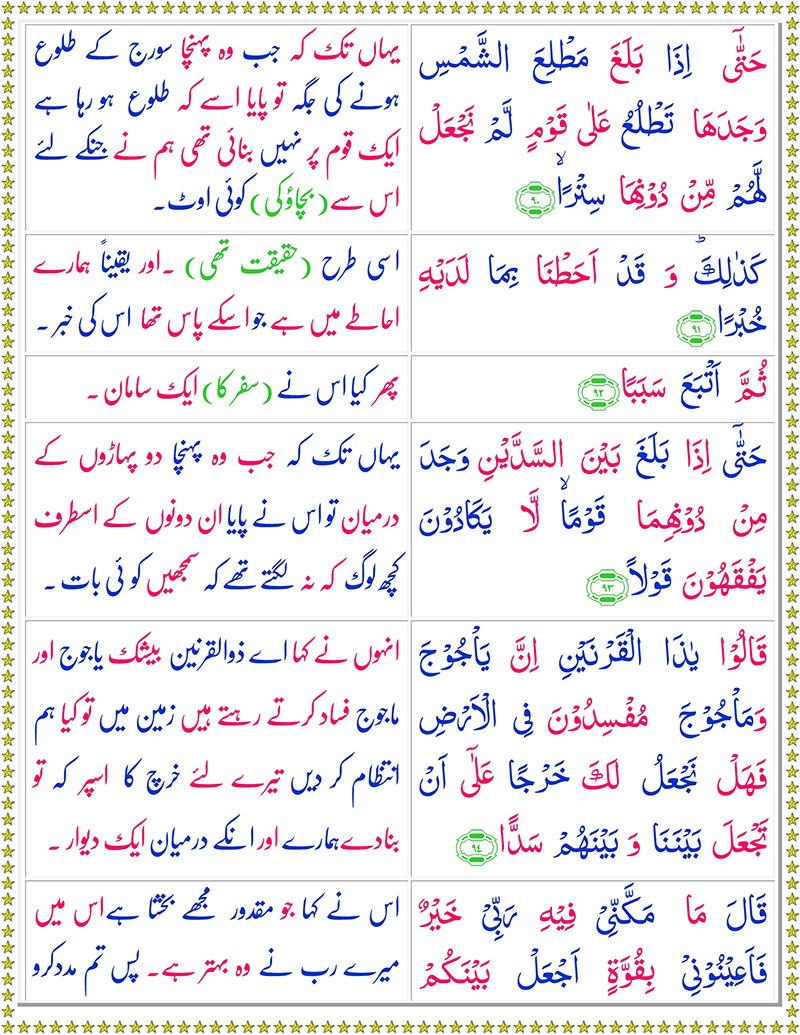 حَتّٰۤى اِذَا بَلَغَ مَطْلِعَ الشَّمْسِ
وَجَدَهَا تَطْلُعُ عَلٰى قَوْمٍ لَّمْ نَجْعَلْ
لَّهُمْ مِّنْ دُوْنِهَا سِتْرًاۙ ٩٠
یہاں تک کہ جب وہ پہنچا سورج کے طلوع
ہونے کی جگہ تو پایا اسے کہ طلوع ہو رہا ہے
ایک قوم پر نہیں بنائی تھی ہم نے جنکے لئے
اس سے (بچاؤ کی) کوئی اوٹ۔
كَذٰلِكَؕ وَ قَدْ اَحَطْنَا بِمَا لَدَيْهِ
خُبْرًا ٩١
اسی طرح (حقیقت تھی) ۔ اور یقیناً ہمارے
احاطے میں ہے جو اسکے پاس تھا اس کی خبر ۔
ثُمَّ اَتْبَعَ سَبَبًا ٩٣
پھر کیا اس نے (سفر کا) ایک سامان ۔
حَتّٰۤى اِذَا بَلَغَ بَيْنَ السَّدَّيْنِ وَجَدَ
مِنْ دُوْنِهِمَا قَوْمًاۙ لَّا يَكَادُوْنَ
يَفْقَهُوْنَ قَوْلًا ٩٣
یہاں تک کہ جب وہ پہنچا دو پہاڑوں کے
درمیان تو اس نے پایا ان دونوں کے اسطرف
کچھ لوگ کہ نہ لگتے تھے کہ سمجھیں کوئی بات ۔
قَالُوْا يٰذَا الْقَرْنَيْنِ اِنَّ يَاْجُوْجَ
وَمَاْجُوْجَ مُفْسِدُوْنَ فِى الْاَرْضِ
فَهَلْ نَجْعَلُ لَكَ خَرْجًا عَلٰۤى اَنْ
تَجْعَلَ بَيْنَنَا وَ بَيْنَهُمْ سَدًّا ٩٤
انہوں نے کہا اے ذوالقرنین بیشک یاجوج اور
ماجوج فساد کرتے رہتے ہیں زمین میں تو کیا ہم
انتظام کر دیں تیرے لئے خرچ کا اسپر کہ تو
بنادے ہمارے اور انکے درمیان ایک دیوار ۔
قَالَ مَا مَكَّنِّىْ فِيْهِ رَبِّىْ خَيْرٌ
فَاَعِيْنُوْنِىْ بِقُوَّةٍ اَجْعَلْ بَيْنَكُمْ
اس نے کہا جو مقدور مجھے بخشا ہے اس میں
میرے رب نے وہ بہتر ہے۔ پس تم مدد کرو